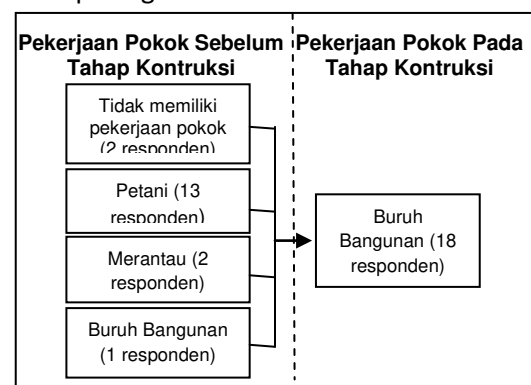 Pekerjaan Pokok Sebelum
Tahap Kontruksi
Pekerjaan Pokok Pada
Tahap Kontruksi
Tidak memiliki
pekerjaan pokok
(2 responden)
Petani (13
responden)
Merantau (2
responden)
Buruh Bangunan
(1 responden)
Buruh
Bangunan (18
responden)